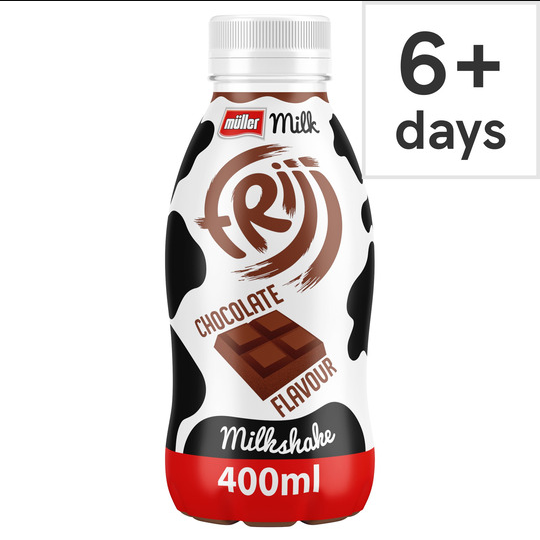 6+
days
müller Milk
Frijj
CHOCOLATE
FLAVOUR
Milkshake
400ml